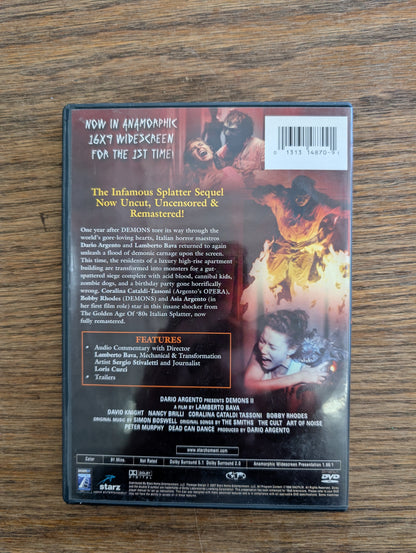 NOW IN ANAMORPHIC
16X9 WIDESCREEN
FOR THE 1ST TIME!
0 1313 14870-9 1
The Infamous Splatter Sequel
Now Uncut, Uncensored &
Remastered!
One year after DEMONS tore its way through the
world's gore-loving hearts, Italian horror maestros
Dario Argento and Lamberto Bava returned to again
unleash a flood of demonic carnage upon the screen.
This time, the residents of a luxury high-rise apartment
building are transformed into monsters for a gut-
spattered siege complete with acid blood, cannibal kids,
zombie dogs, and a birthday party gone horrifically
wrong. Coralina Cataldi-Tassoni (Argento's OPERA),
Bobby Rhodes (DEMONS) and Asia Argento (in
her first film role) star in this insane shocker from
The Golden Age Of '80s Italian Splatter, now
fully remastered.
FEATURES
• Audio Commentary with Director
Lamberto Bava, Mechanical & Transformation
Artist Sergio Stivaletti and Journalist
Loris Curci
• Trailers
DARIO ARGENTO PRESENTS DEMONS II
A FILM BY LAMBERTO BAVA
DAVID KNIGHT NANCY BRILLI CORALINA CATALDI TASSONI BOBBY RHODES
ORIGINAL MUSIC BY SIMON BOSWELL ORIGINAL SONGS BY THE SMITHS THE CULT ART OF NOISE
PETER MURPHY DEAD CAN DANCE PRODUCED BY DARIO ARGENTO
www.starzhomeent.com
Color 91 Mins Not Rated Dolby Surround 5.1 Dolby Surround 2.0 Anamorphic Widescreen Presentation 1.66:1
starz
DOLBY
DVD